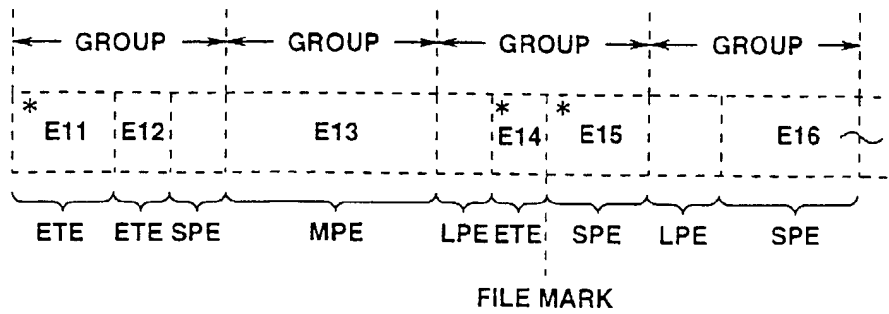 GROUP GROUP GROUP GROUP
* E11 E12 E13 * E14 * E15 E16
ETE ETE SPE MPE LPE ETE SPE LPE SPE
FILE MARK